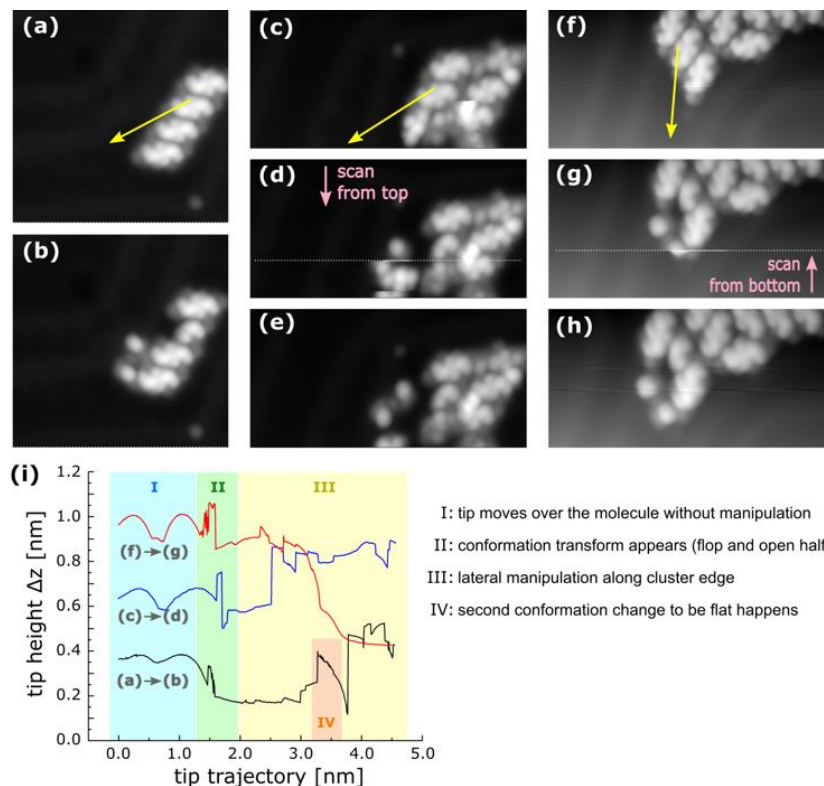 (a)
(b)
(c)
(d)
scan
from top
(e)
(f)
(g)
scan
from bottom
(h)
(i)
1.2
1.0
0.8
0.6
0.4
0.2
0.0
tip height Δz [nm]
I
II
III
(f)→(g)
(c)→(d)
(a)→(b)
IV
0.0 1.0 2.0 3.0 4.0 5.0
tip trajectory [nm]
I: tip moves over the molecule without manipulation
II: conformation transform appears (flop and open half
III: lateral manipulation along cluster edge
IV: second conformation change to be flat happens